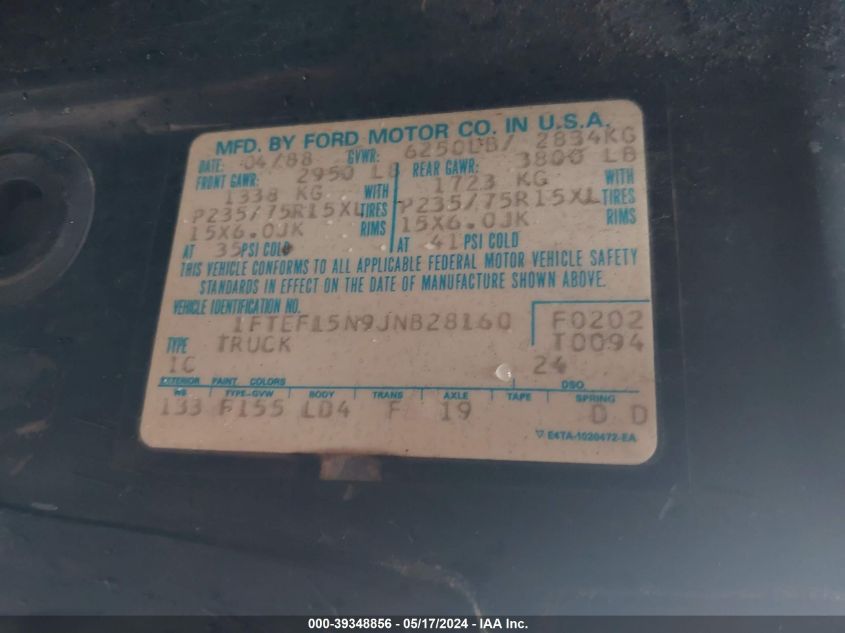 MFD. BY FORD MOTOR CO. IN U.S.A.
DATE: 04/88 GVWR: 6250LB/ 2834KG
FRONT GAWR: 2950 LB REAR GAWR: 3800 LB
1338 KG WITH 1723 KG WITH
P235/75R15XL TIRES P235/75R15XL TIRES
15X6.0JK RIMS 15X6.0JK RIMS
AT 35 PSI COLD AT 41 PSI COLD
THIS VEHICLE CONFORMS TO ALL APPLICABLE FEDERAL MOTOR VEHICLE SAFETY
STANDARDS IN EFFECT ON THE DATE OF MANUFACTURE SHOWN ABOVE.
VEHICLE IDENTIFICATION NO.
1FTEF15N9JNB28160 F0202
TYPE TRUCK T0094
1C 24
EXTERIOR PAINT COLORS DSO
WB TYPE-GVW BODY TRANS AXLE TAPE SPRING
133 F155 LD4 F 19 D D
▽ E4TA-1020472-EA
000-39348856 - 05/17/2024 - IAA Inc.